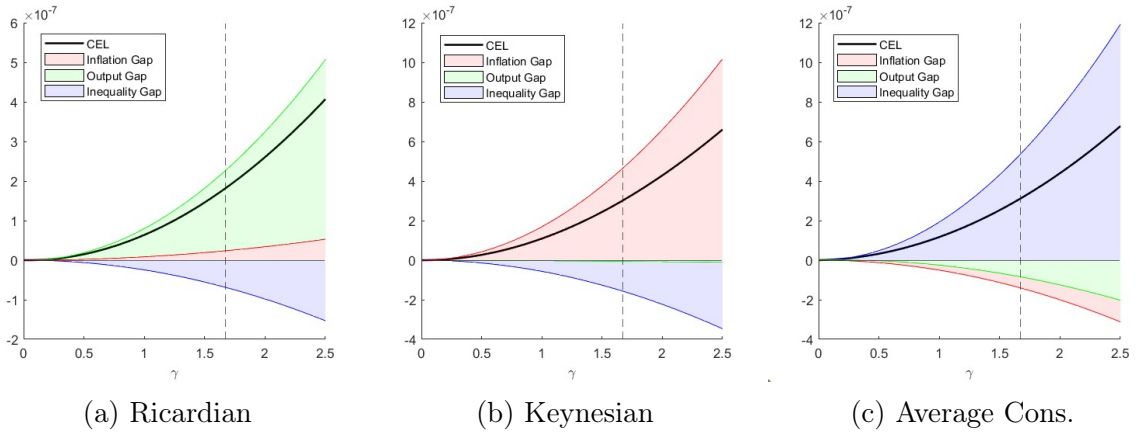 ×10⁻⁷
6
5
4
3
2
1
0
-1
-2
0 0.5 1 1.5 2 2.5
γ
CEL
Inflation Gap
Output Gap
Inequality Gap
(a) Ricardian
×10⁻⁷
12
10
8
6
4
2
0
-2
-4
0 0.5 1 1.5 2 2.5
γ
CEL
Inflation Gap
Output Gap
Inequality Gap
(b) Keynesian
×10⁻⁷
12
10
8
6
4
2
0
-2
-4
0 0.5 1 1.5 2 2.5
γ
CEL
Inflation Gap
Output Gap
Inequality Gap
(c) Average Cons.